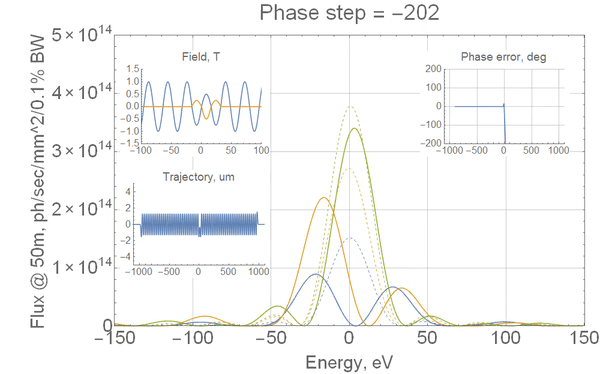 Phase step = −202
Flux @ 50m, ph/sec/mm^2/0.1% BW
5×10^14
4×10^14
3×10^14
2×10^14
1×10^14
0
Field, T
1.5
1.0
0.5
0.0
−0.5
−1.0
−1.5
−100 −50 0 50 100
Phase error, deg
200
100
0
−100
−200
−1000 −500 0 500 1000
Trajectory, um
4
2
0
−2
−4
−1000 −500 0 500 1000
−150 −100 −50 0 50 100 150
Energy, eV